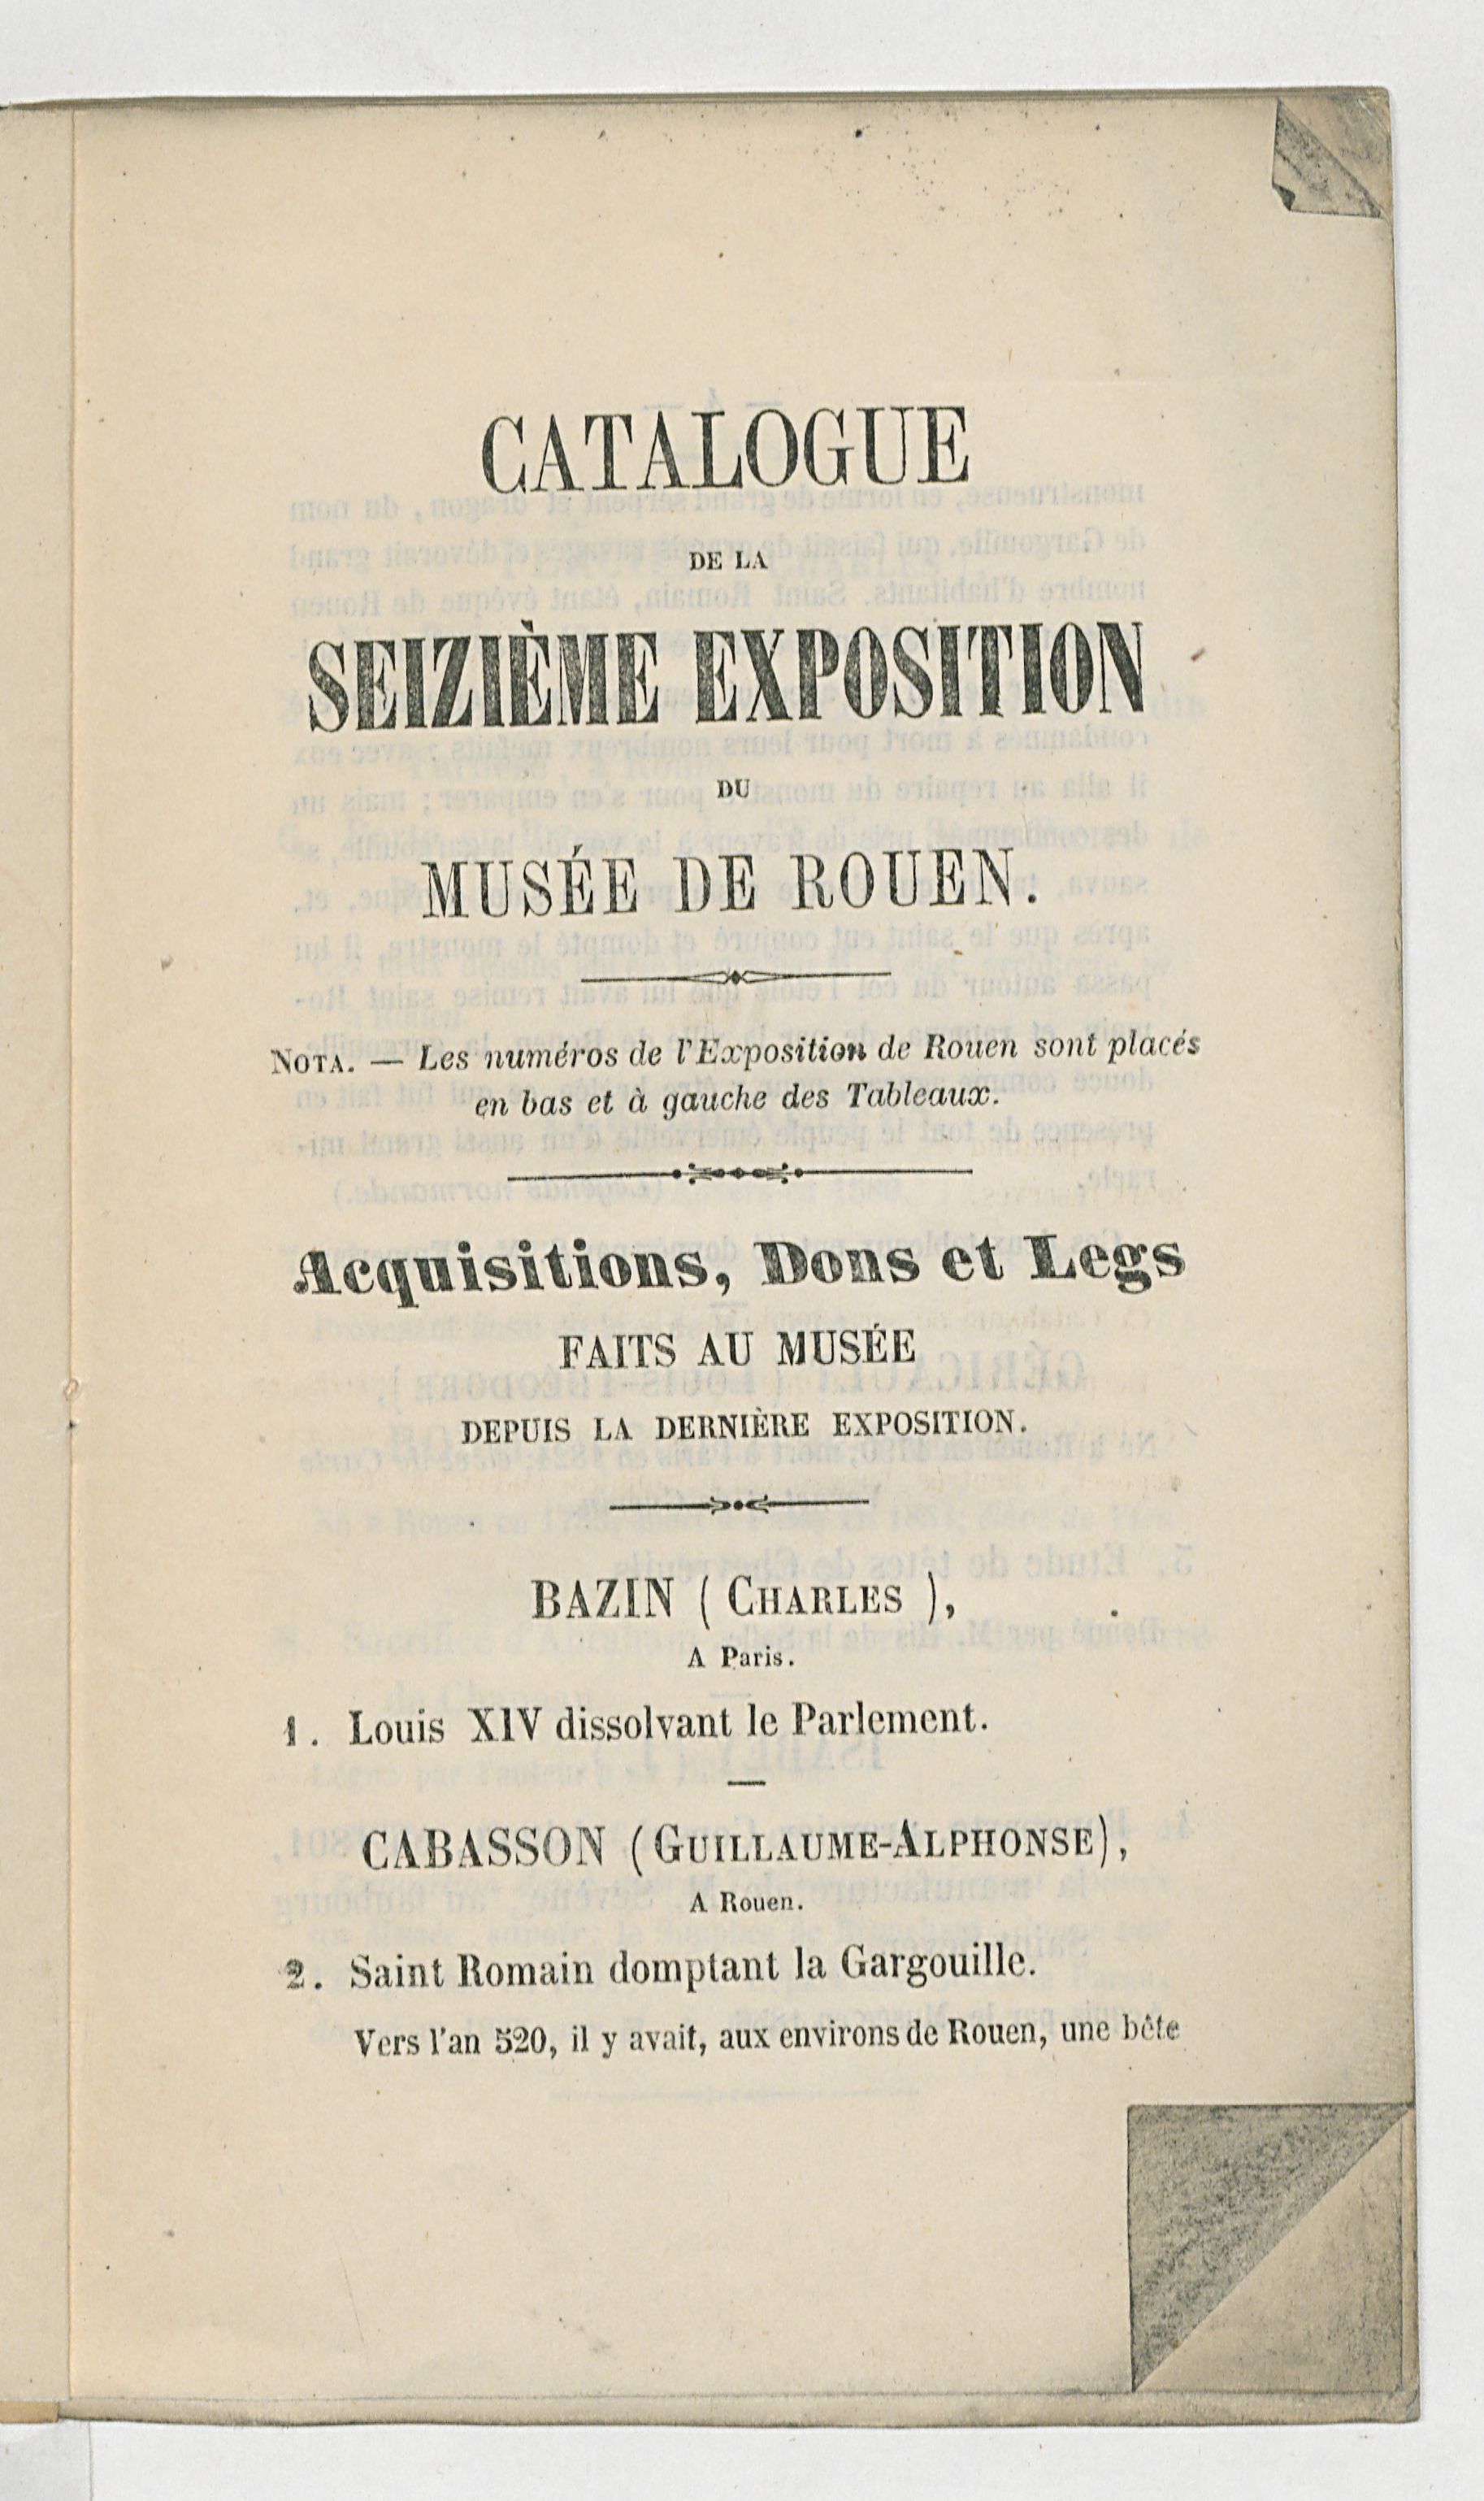 CATALOGUE
DE LA
SEIZIÈME EXPOSITION
DU
MUSÉE DE ROUEN.
NOTA. — Les numéros de l'Exposition de Rouen sont placés
en bas et à gauche des Tableaux.
Acquisitions, Dons et Legs
FAITS AU MUSÉE
DEPUIS LA DERNIÈRE EXPOSITION.
BAZIN (CHARLES),
A Paris.
1. Louis XIV dissolvant le Parlement.
CABASSON (GUILLAUME-ALPHONSE),
A Rouen.
2. Saint Romain domptant la Gargouille.
Vers l'an 520, il y avait, aux environs de Rouen, une bête